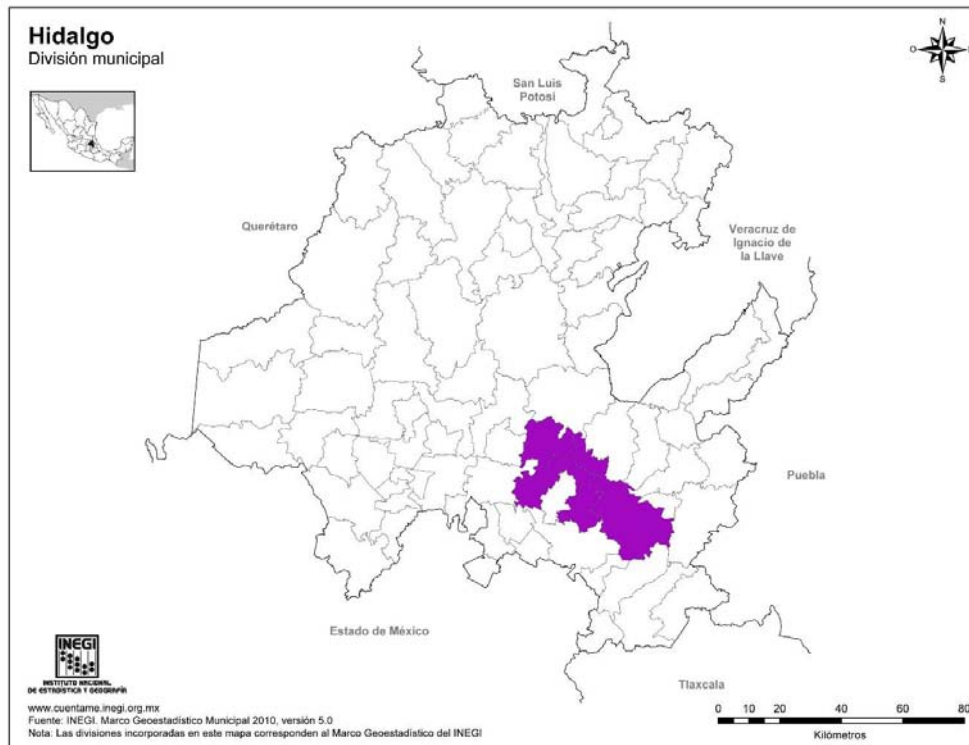 Hidalgo
División municipal
N
O
E
S
San Luis
Potosí
Querétaro
Veracruz de
Ignacio de
la Llave
Puebla
Estado de México
Tlaxcala
INEGI
INSTITUTO NACIONAL
DE ESTADÍSTICA Y GEOGRAFÍA
www.cuentame.inegi.org.mx
Fuente: INEGI. Marco Geoestadístico Municipal 2010, versión 5.0
Nota: Las divisiones incorporadas en este mapa corresponden al Marco Geoestadístico del INEGI
0 20 40 60 80
Kilómetros